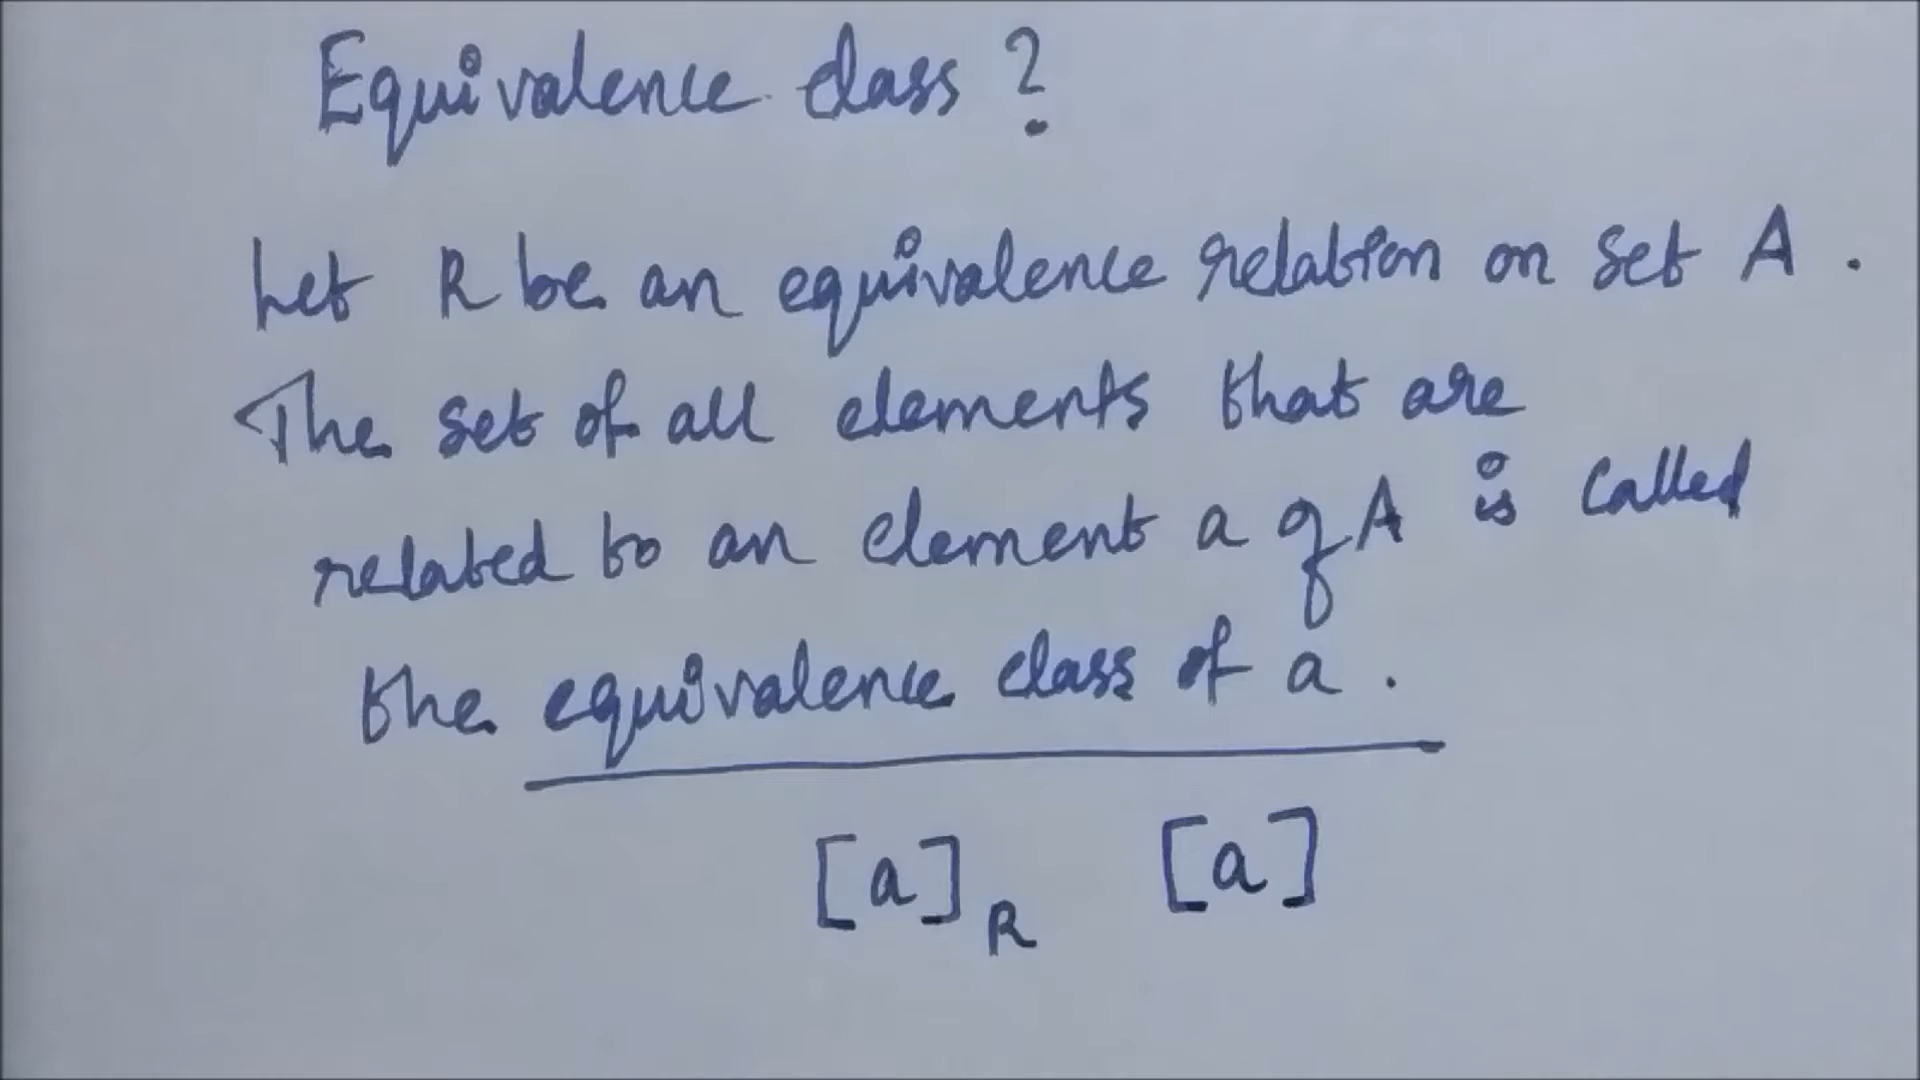 Equivalence class ?
Let R be an equivalence relation on set A .
The set of all elements that are
related to an element a of A is called
the equivalence class of a .
[a]R [a]